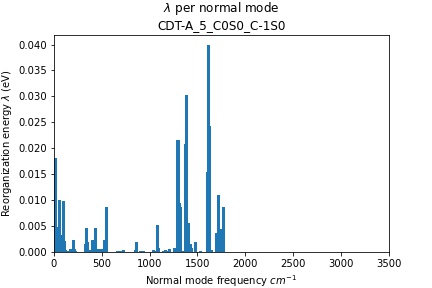 λ per normal mode
CDT-A_5_C0S0_C-1S0
Reorganization energy λ (eV)
0.040
0.035
0.030
0.025
0.020
0.015
0.010
0.005
0.000
0 500 1000 1500 2000 2500 3000 3500
Normal mode frequency cm⁻¹